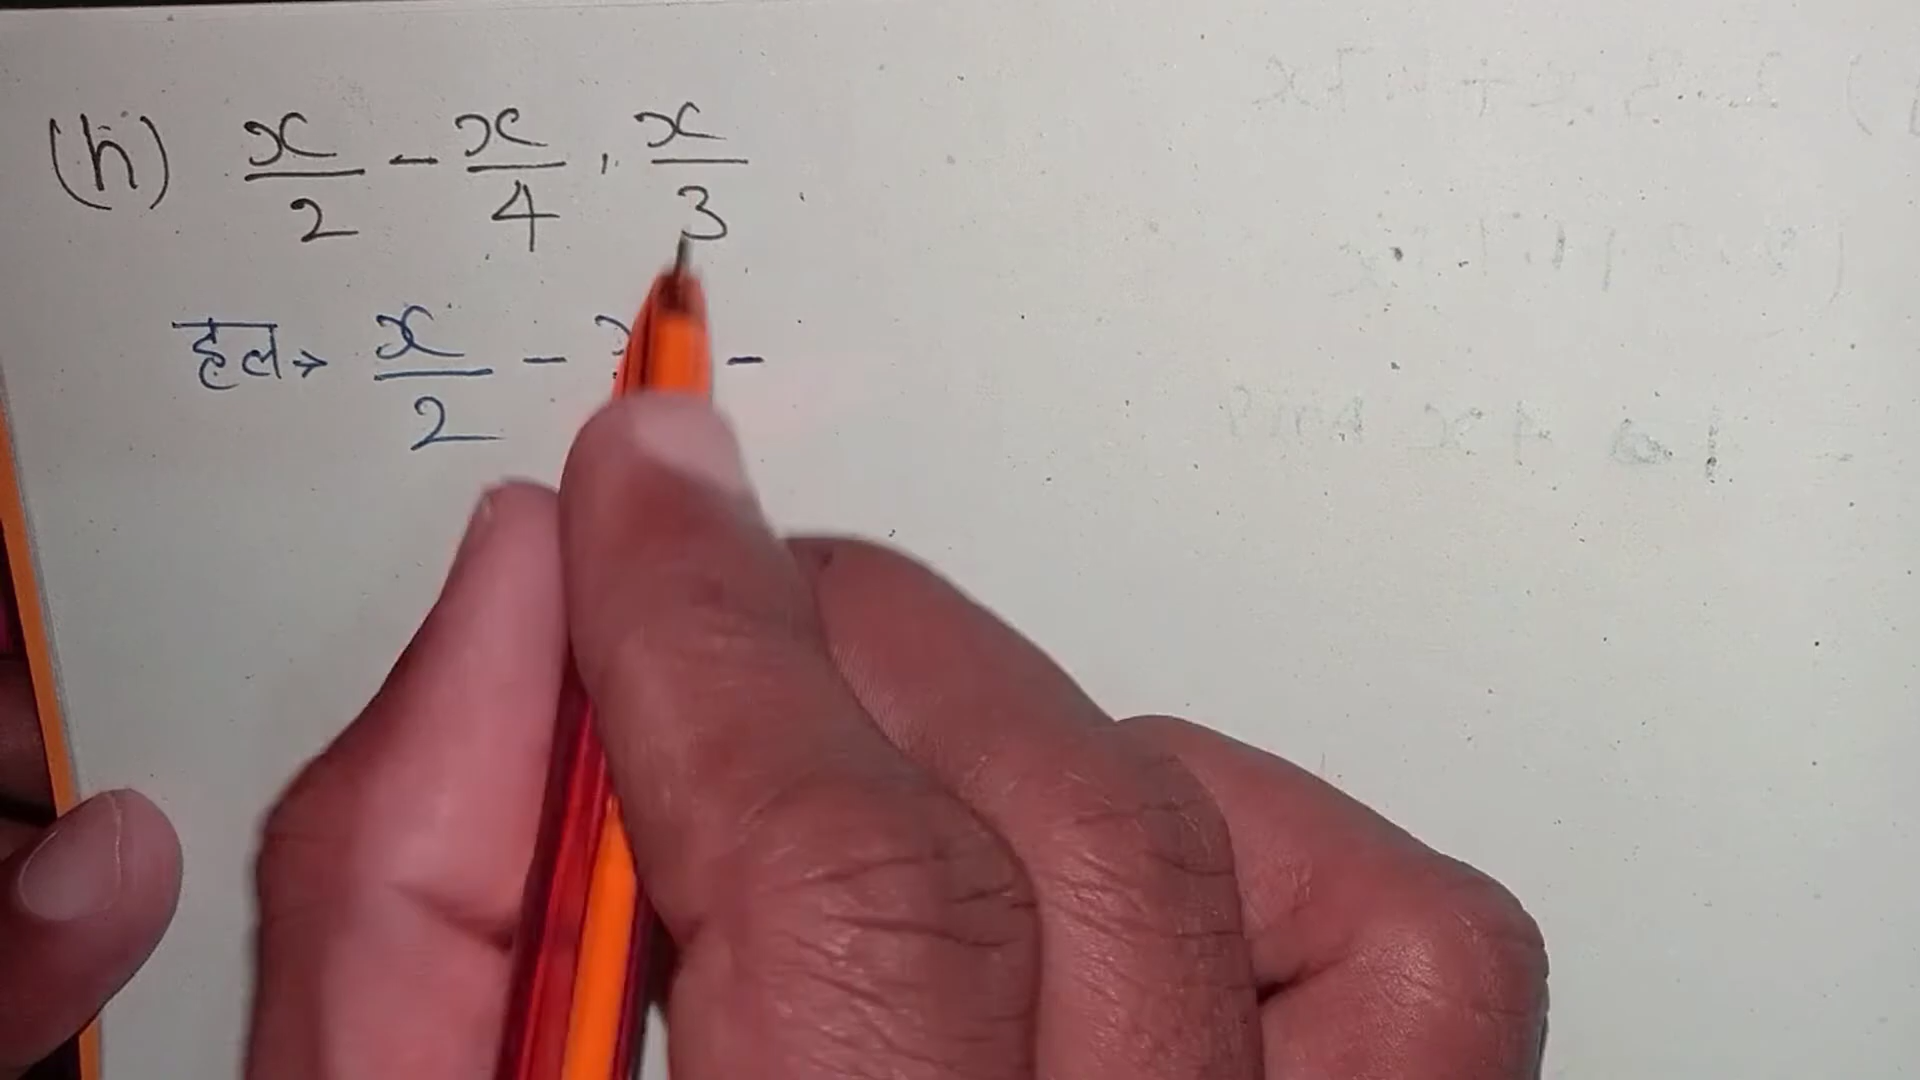 (h) x/2 - x/4 , x/3
हल→ x/2 - x -